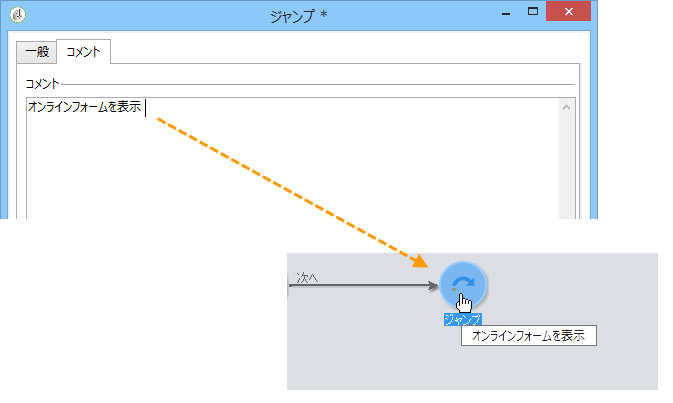 ジャンプ *
一般 コメント
コメント
オンラインフォームを表示
次へ
ジャンプ
オンラインフォームを表示